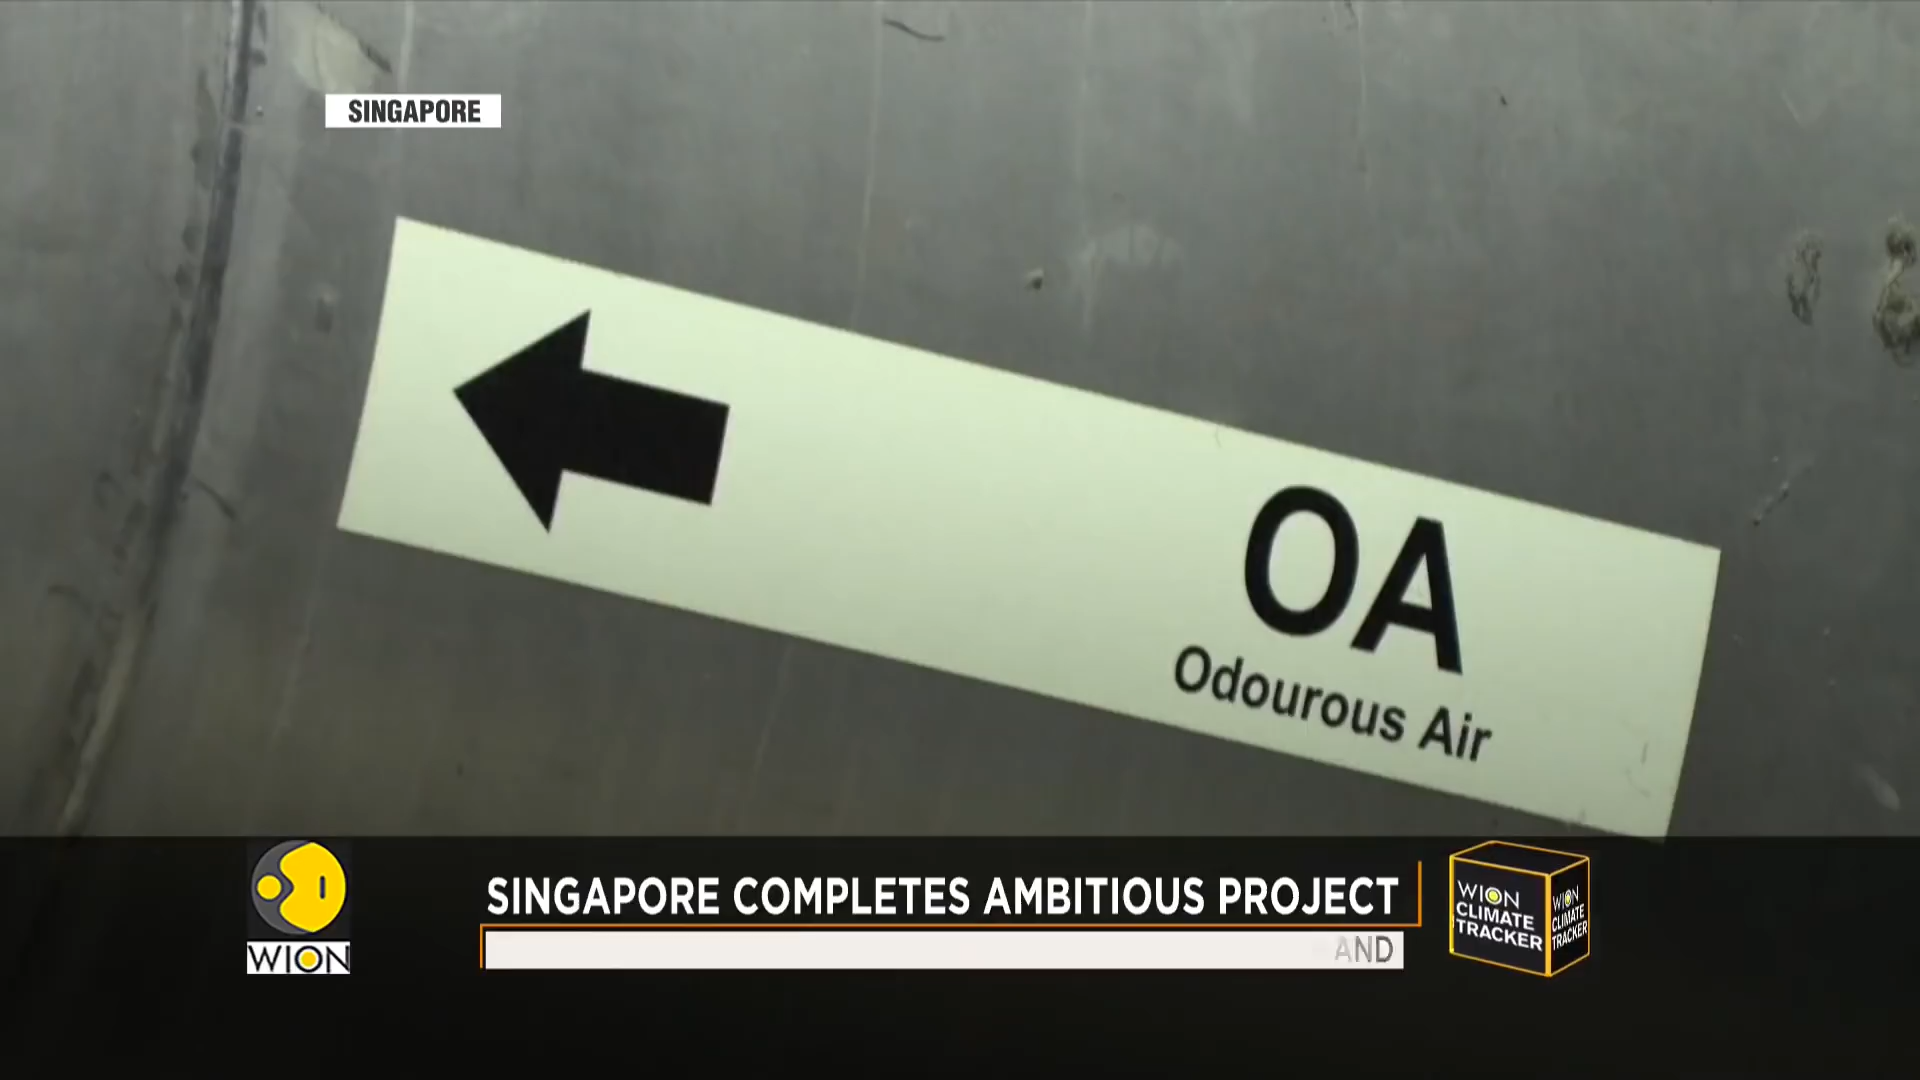 SINGAPORE
OA
Odourous Air
SINGAPORE COMPLETES AMBITIOUS PROJECT
AND
WION
WION
CLIMATE
TRACKER
WION
CLIMATE
TRACKER